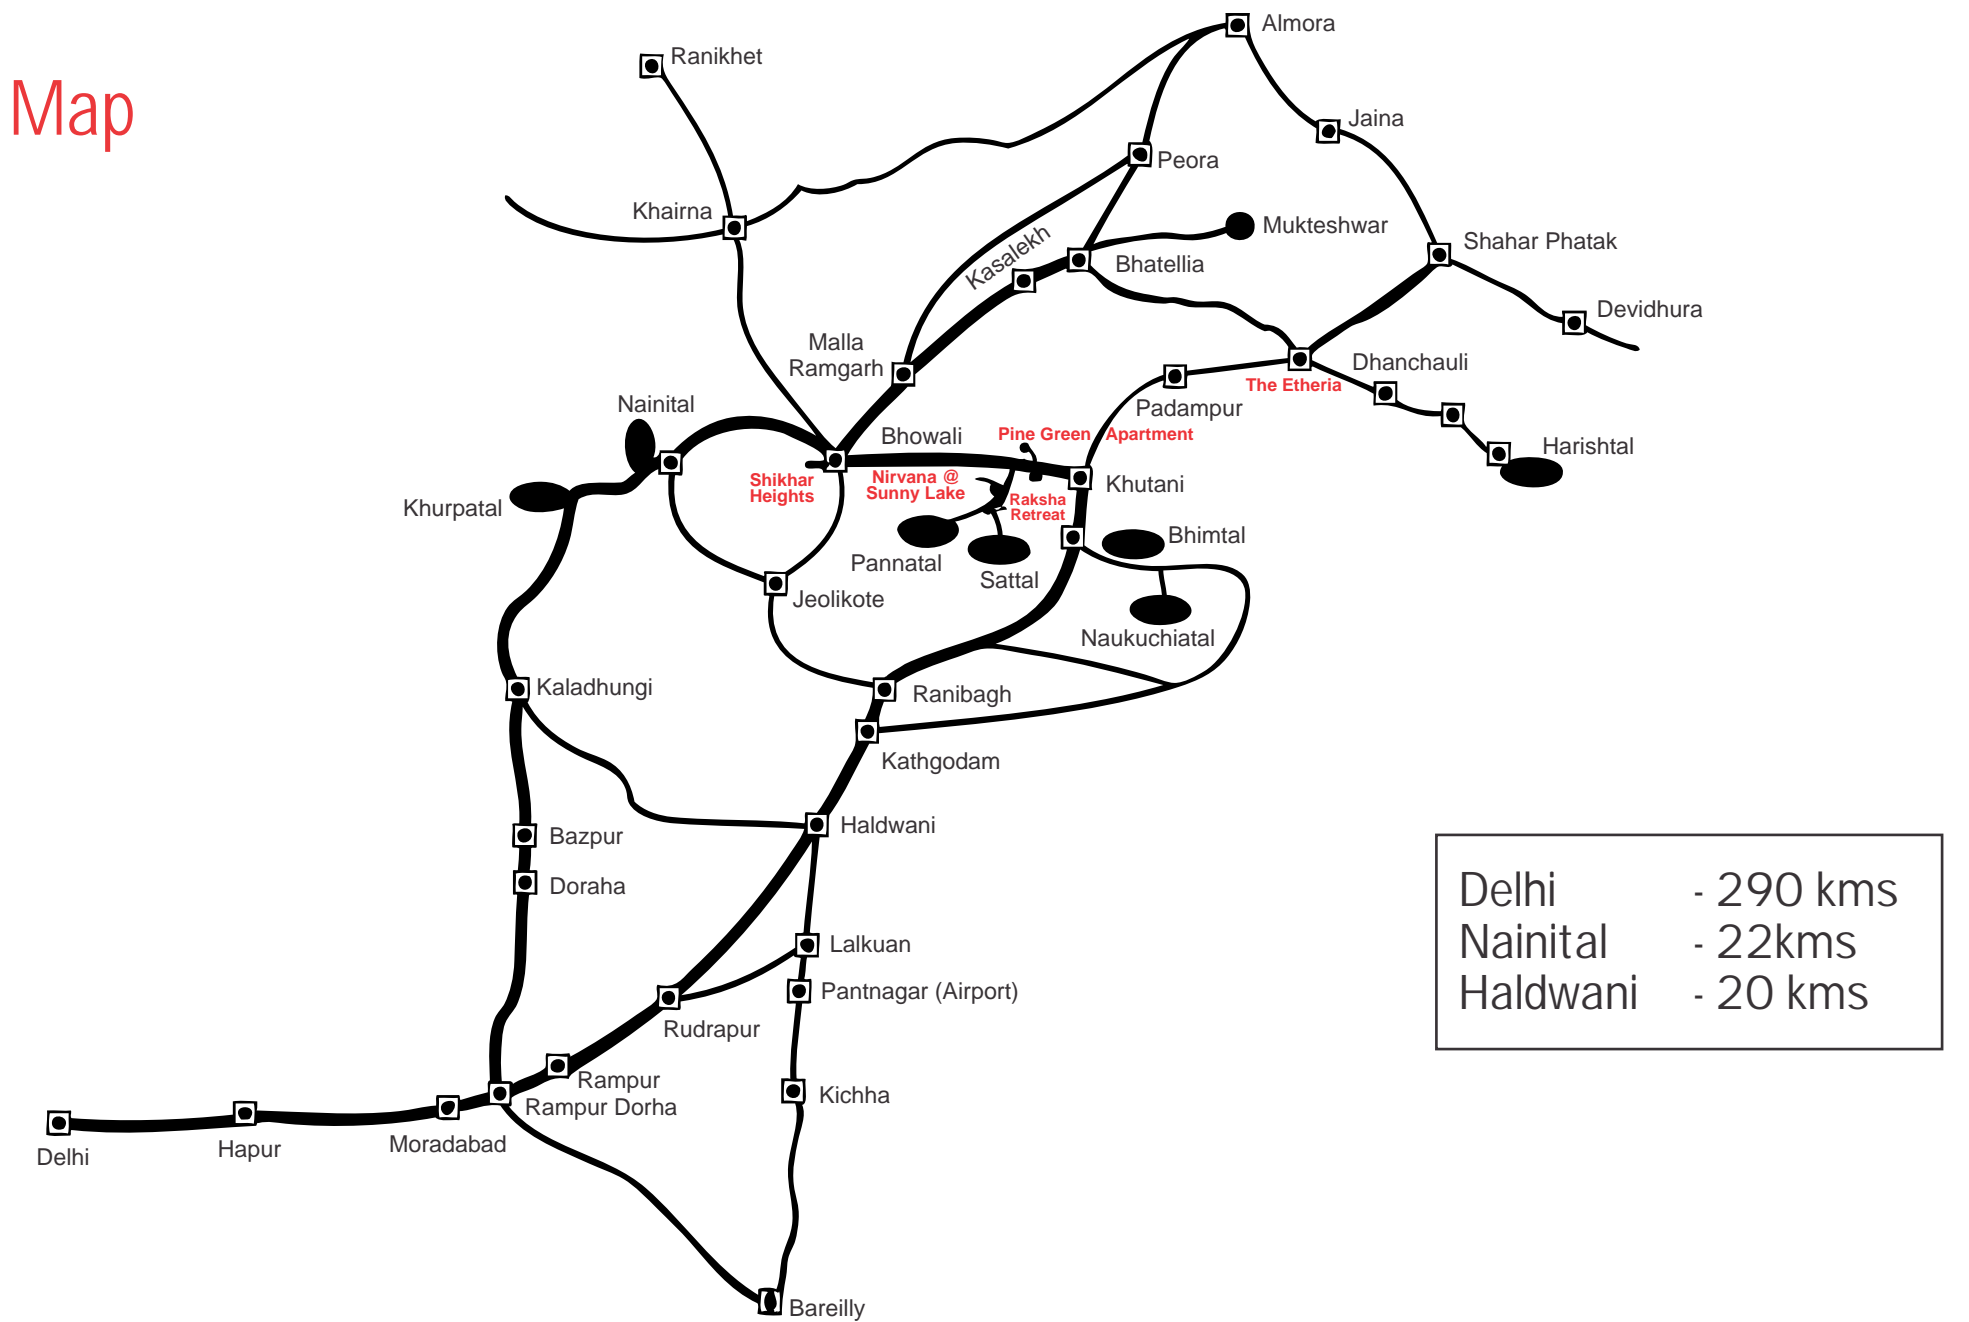 Map
Almora
Ranikhet
Jaina
Peora
Khairna
Mukteshwar
Shahar Phatak
Kasalekh
Bhatellia
Devidhura
Malla
Ramgarh
Dhanchauli
The Etheria
Padampur
Nainital
Bhowali
Pine Green Apartment
Harishtal
Shikhar
Heights
Nirvana @
Sunny Lake
Khutani
Raksha
Retreat
Khurpatal
Bhimtal
Pannatal
Sattal
Jeolikote
Naukuchiatal
Kaladhungi
Ranibagh
Kathgodam
Haldwani
Bazpur
Doraha
Delhi - 290 kms
Nainital - 22kms
Haldwani - 20 kms
Lalkuan
Pantnagar (Airport)
Rudrapur
Rampur
Rampur Dorha
Kichha
Moradabad
Hapur
Delhi
Bareilly